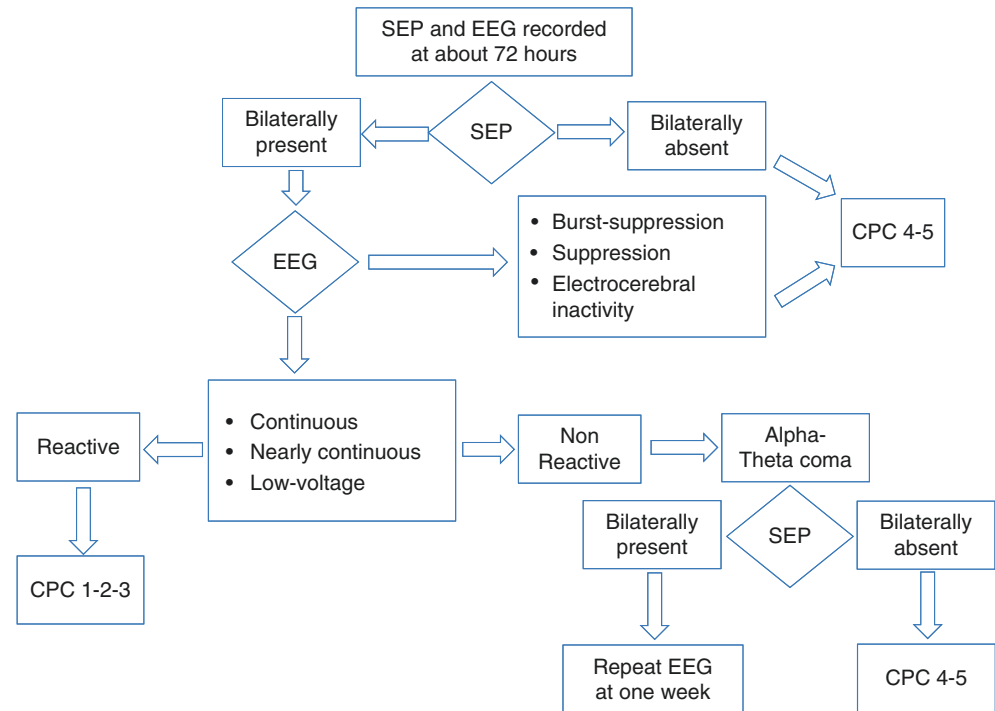 SEP and EEG recorded
at about 72 hours
Bilaterally
present
SEP
Bilaterally
absent
CPC 4-5
EEG
• Burst-suppression
• Suppression
• Electrocerebral
inactivity
• Continuous
• Nearly continuous
• Low-voltage
Reactive
Non
Reactive
Alpha-
Theta coma
CPC 1-2-3
Bilaterally
present
SEP
Bilaterally
absent
Repeat EEG
at one week
CPC 4-5